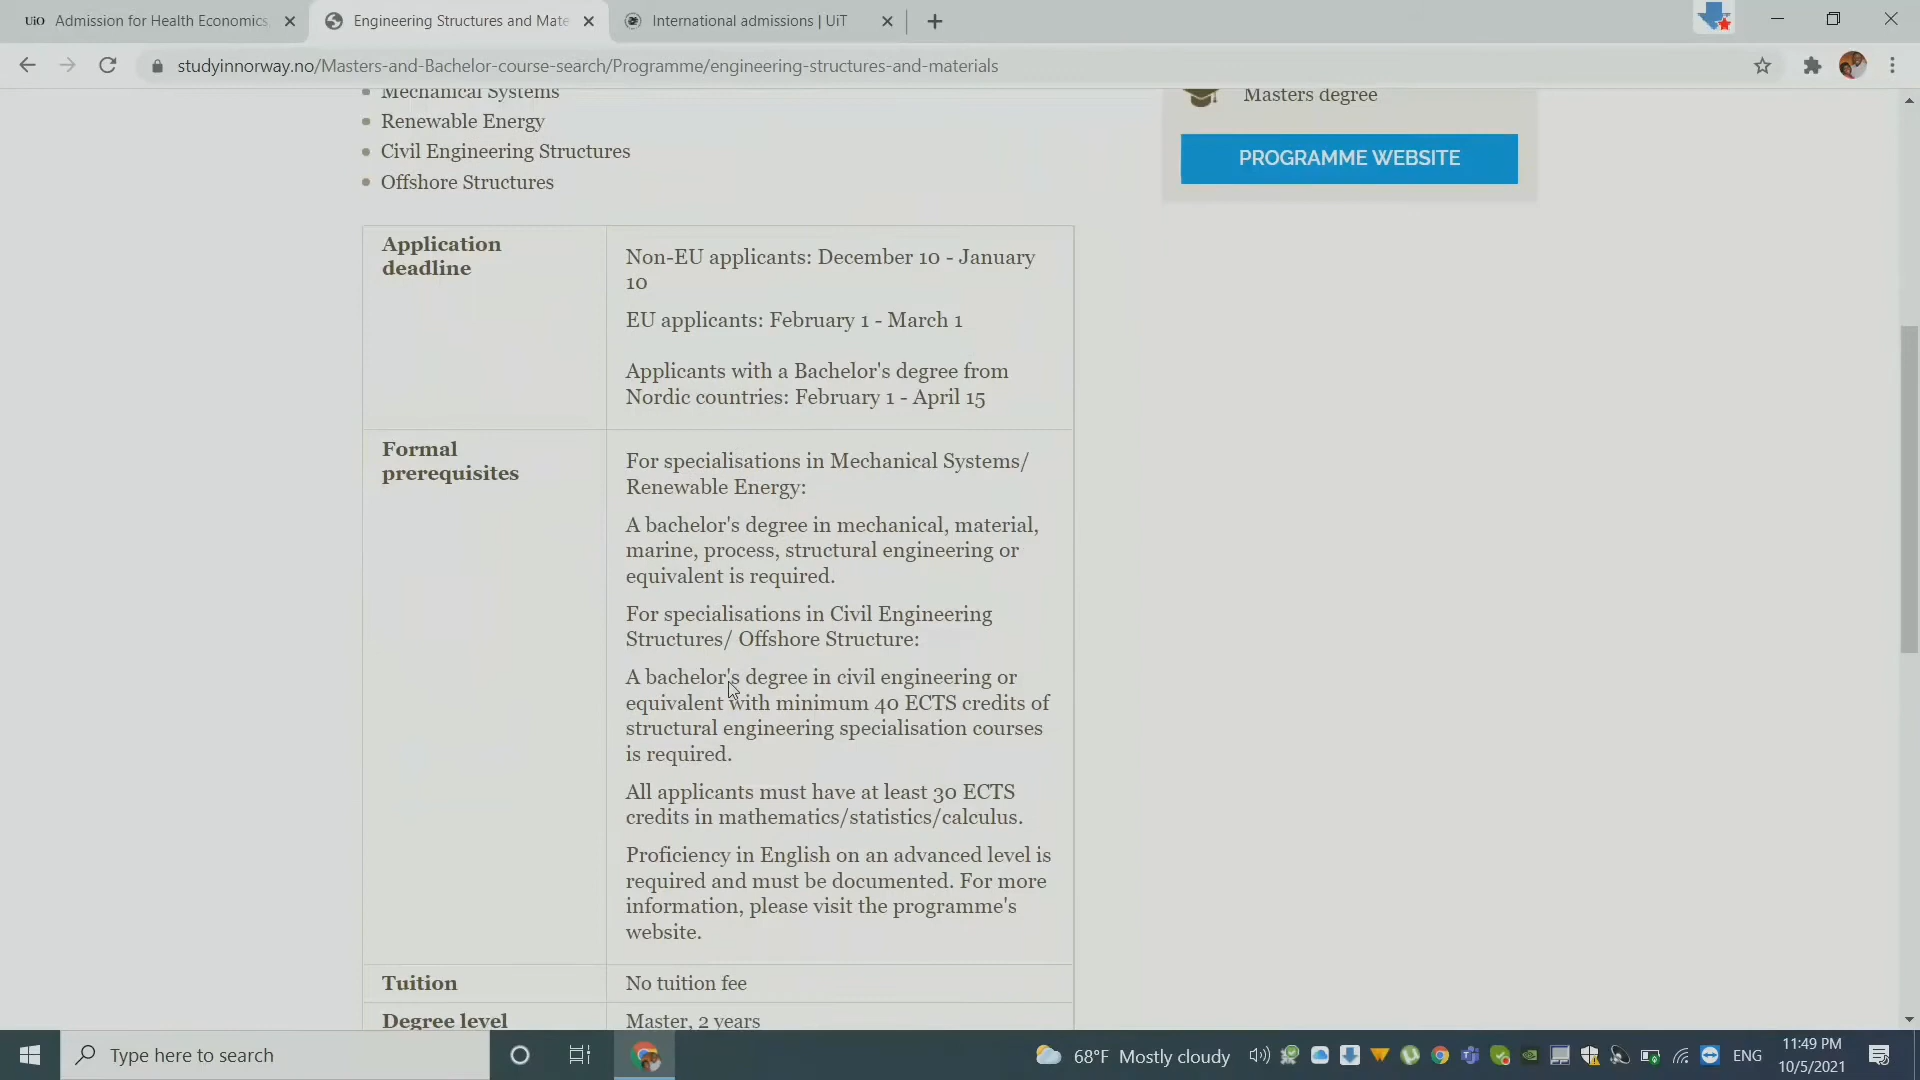 UiO Admission for Health Economics
Engineering Structures and Mate
International admissions | UiT
studyinnorway.no/Masters-and-Bachelor-course-search/Programme/engineering-structures-and-materials
Mechanical Systems
Renewable Energy
Civil Engineering Structures
Offshore Structures
Masters degree
PROGRAMME WEBSITE
Application
deadline
Non-EU applicants: December 10 - January
10
EU applicants: February 1 - March 1
Applicants with a Bachelor's degree from
Nordic countries: February 1 - April 15
Formal
prerequisites
For specialisations in Mechanical Systems/
Renewable Energy:
A bachelor's degree in mechanical, material,
marine, process, structural engineering or
equivalent is required.
For specialisations in Civil Engineering
Structures/ Offshore Structure:
A bachelor's degree in civil engineering or
equivalent with minimum 40 ECTS credits of
structural engineering specialisation courses
is required.
All applicants must have at least 30 ECTS
credits in mathematics/statistics/calculus.
Proficiency in English on an advanced level is
required and must be documented. For more
information, please visit the programme's
website.
Tuition
No tuition fee
Degree level
Master, 2 years
Type here to search
68°F Mostly cloudy
ENG
11:49 PM
10/5/2021